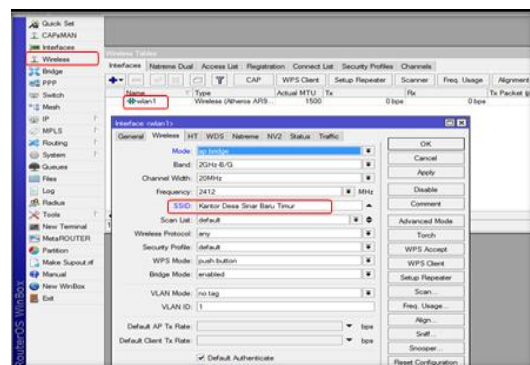 Quick Set
CAPsMAN
Interfaces
Wireless
Bridge
PPP
Switch
Mesh
IP
MPLS
Routing
System
Queues
Files
Log
Radius
Tools
New Terminal
MetaROUTER
Partition
Make Supout.rif
Manual
New WinBox
Exit
RouterOS WinBox
Wireless Tables
Interfaces Nstreme Dual Access List Registration Connect List Security Profiles Channels
CAP WPS Client Setup Repeater Scanner Freq. Usage Alignment
Name Type Actual MTU Tx Rx Tx Packet
wlan1 Wireless (Atheros AR9... 1500 0 bps 0 bps
Interface <wlan1>
General Wireless HT WDS Nstreme NV2 Status Traffic
Mode: ap bridge
Band: 2GHz-B/G
Channel Width: 20MHz
Frequency: 2412 MHz
SSID: Kantor Desa Sinar Baru Timur
Scan List: default
Wireless Protocol: any
Security Profile: default
WPS Mode: push button
Bridge Mode: enabled
VLAN Mode: no tag
VLAN ID: 1
Default AP Tx Rate: bps
Default Client Tx Rate: bps
Default Authenticate
OK
Cancel
Apply
Disable
Comment
Advanced Mode
Torch
WPS Accept
WPS Client
Setup Repeater
Scan...
Freq. Usage...
Align...
Sniff...
Snooper...
Reset Configuration